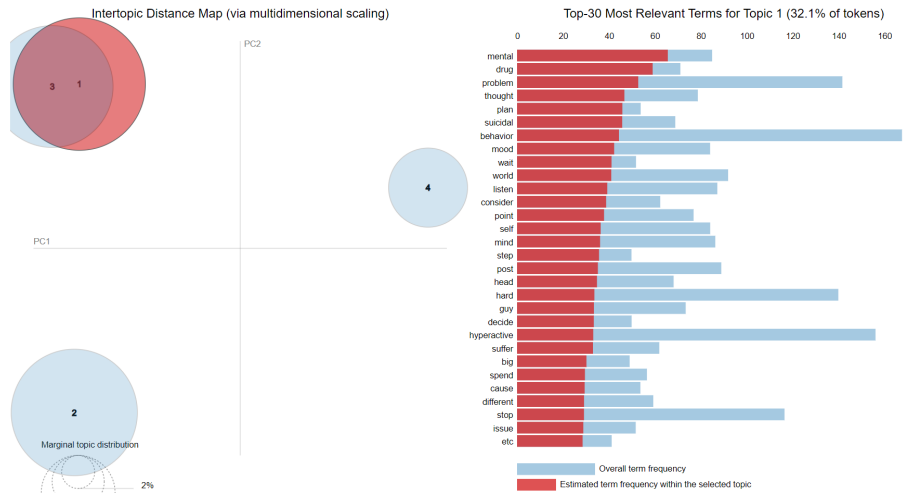 Intertopic Distance Map (via multidimensional scaling)
PC2
3
1
4
PC1
2
Marginal topic distribution
2%
Top-30 Most Relevant Terms for Topic 1 (32.1% of tokens)
0 20 40 60 80 100 120 140 160
mental
drug
problem
thought
plan
suicidal
behavior
mood
wait
world
listen
consider
point
self
mind
step
post
head
hard
guy
decide
hyperactive
suffer
big
spend
cause
different
stop
issue
etc
Overall term frequency
Estimated term frequency within the selected topic